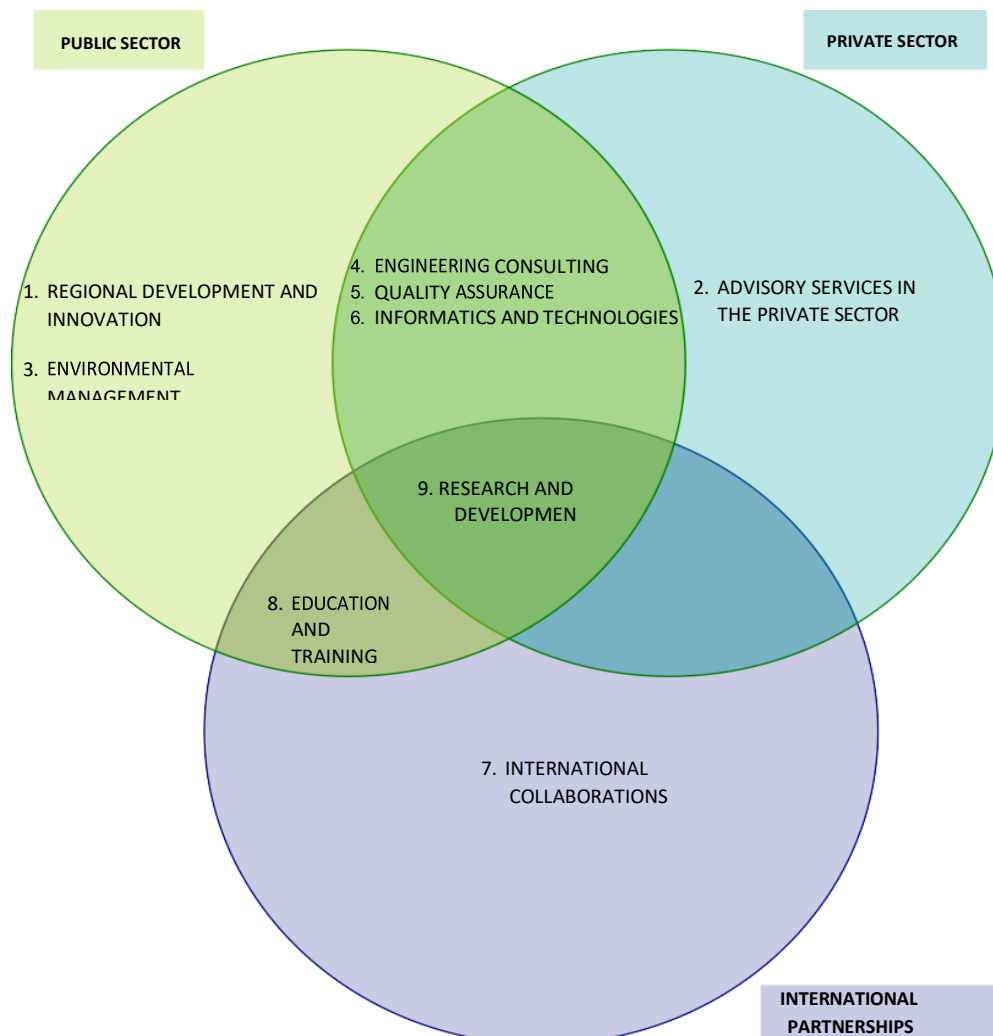 PUBLIC SECTOR
PRIVATE SECTOR
4. ENGINEERING CONSULTING
5. QUALITY ASSURANCE
6. INFORMATICS AND TECHNOLOGIES
1. REGIONAL DEVELOPMENT AND
INNOVATION
2. ADVISORY SERVICES IN
THE PRIVATE SECTOR
3. ENVIRONMENTAL
MANAGEMENT
9. RESEARCH AND
DEVELOPMEN
8. EDUCATION
AND
TRAINING
7. INTERNATIONAL
COLLABORATIONS
INTERNATIONAL
PARTNERSHIPS